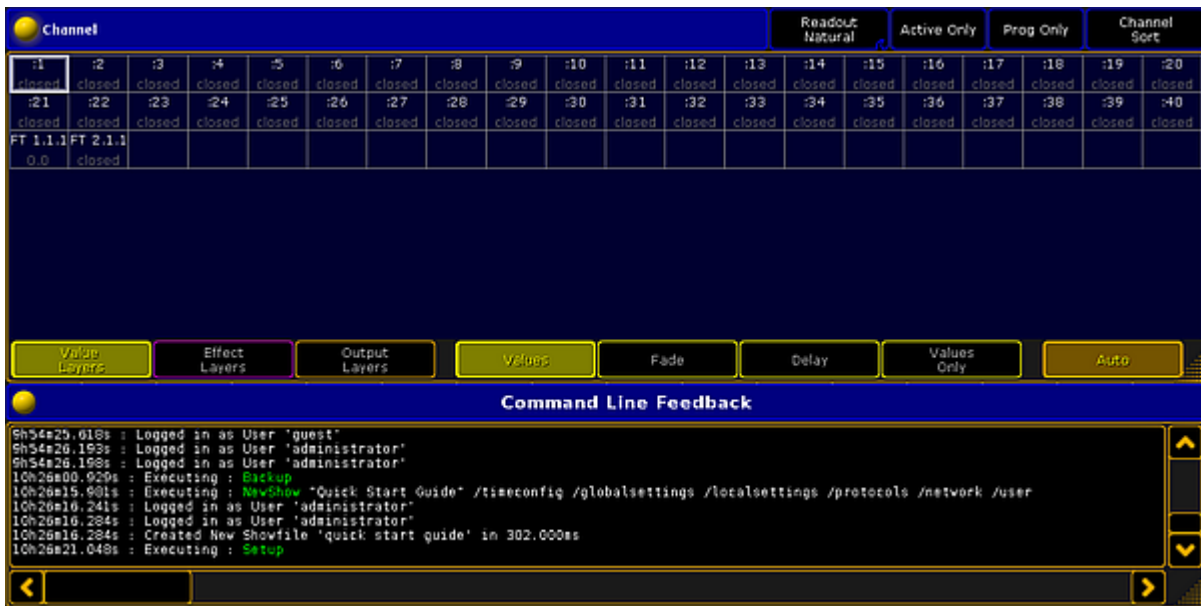 Channel
Readout Natural
Active Only
Prog Only
Channel Sort
:1 :2 :3 :4 :5 :6 :7 :8 :9 :10 :11 :12 :13 :14 :15 :16 :17 :18 :19 :20
closed closed closed closed closed closed closed closed closed closed closed closed closed closed closed closed closed closed closed closed
:21 :22 :23 :24 :25 :26 :27 :28 :29 :30 :31 :32 :33 :34 :35 :36 :37 :38 :39 :40
closed closed closed closed closed closed closed closed closed closed closed closed closed closed closed closed closed closed closed closed
FT 1.1.1 FT 2.1.1
0.0 closed
Value Layers
Effect Layers
Output Layers
Values
Fade
Delay
Values Only
Auto
Command Line Feedback
9h54m25.618s : Logged in as User 'guest'
9h54m26.193s : Logged in as User 'administrator'
9h54m26.198s : Logged in as User 'administrator'
10h26m00.929s : Executing : Backup
10h26m15.981s : Executing : NewShow "Quick Start Guide" /timeconfig /globalsettings /localsettings /protocols /network /user
10h26m16.241s : Logged in as User 'administrator'
10h26m16.284s : Logged in as User 'administrator'
10h26m16.284s : Created New Showfile 'quick start guide' in 302.000ms
10h26m21.048s : Executing : Setup